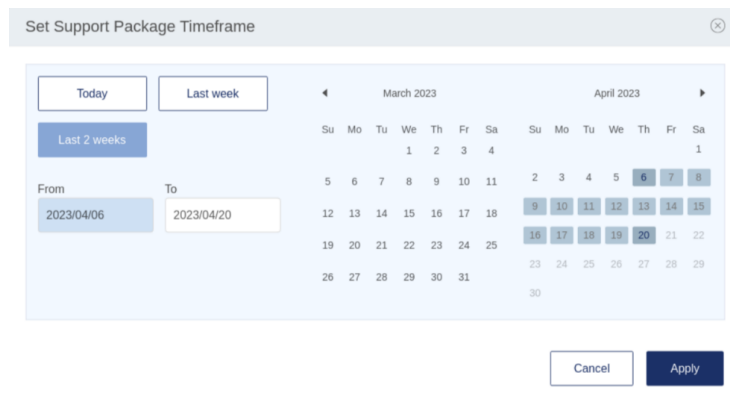 Set Support Package Timeframe
Today Last week
Last 2 weeks
From To
2023/04/06 2023/04/20
March 2023
Su Mo Tu We Th Fr Sa
1 2 3 4
5 6 7 8 9 10 11
12 13 14 15 16 17 18
19 20 21 22 23 24 25
26 27 28 29 30 31
April 2023
Su Mo Tu We Th Fr Sa
1
2 3 4 5 6 7 8
9 10 11 12 13 14 15
16 17 18 19 20 21 22
23 24 25 26 27 28 29
30
Cancel Apply